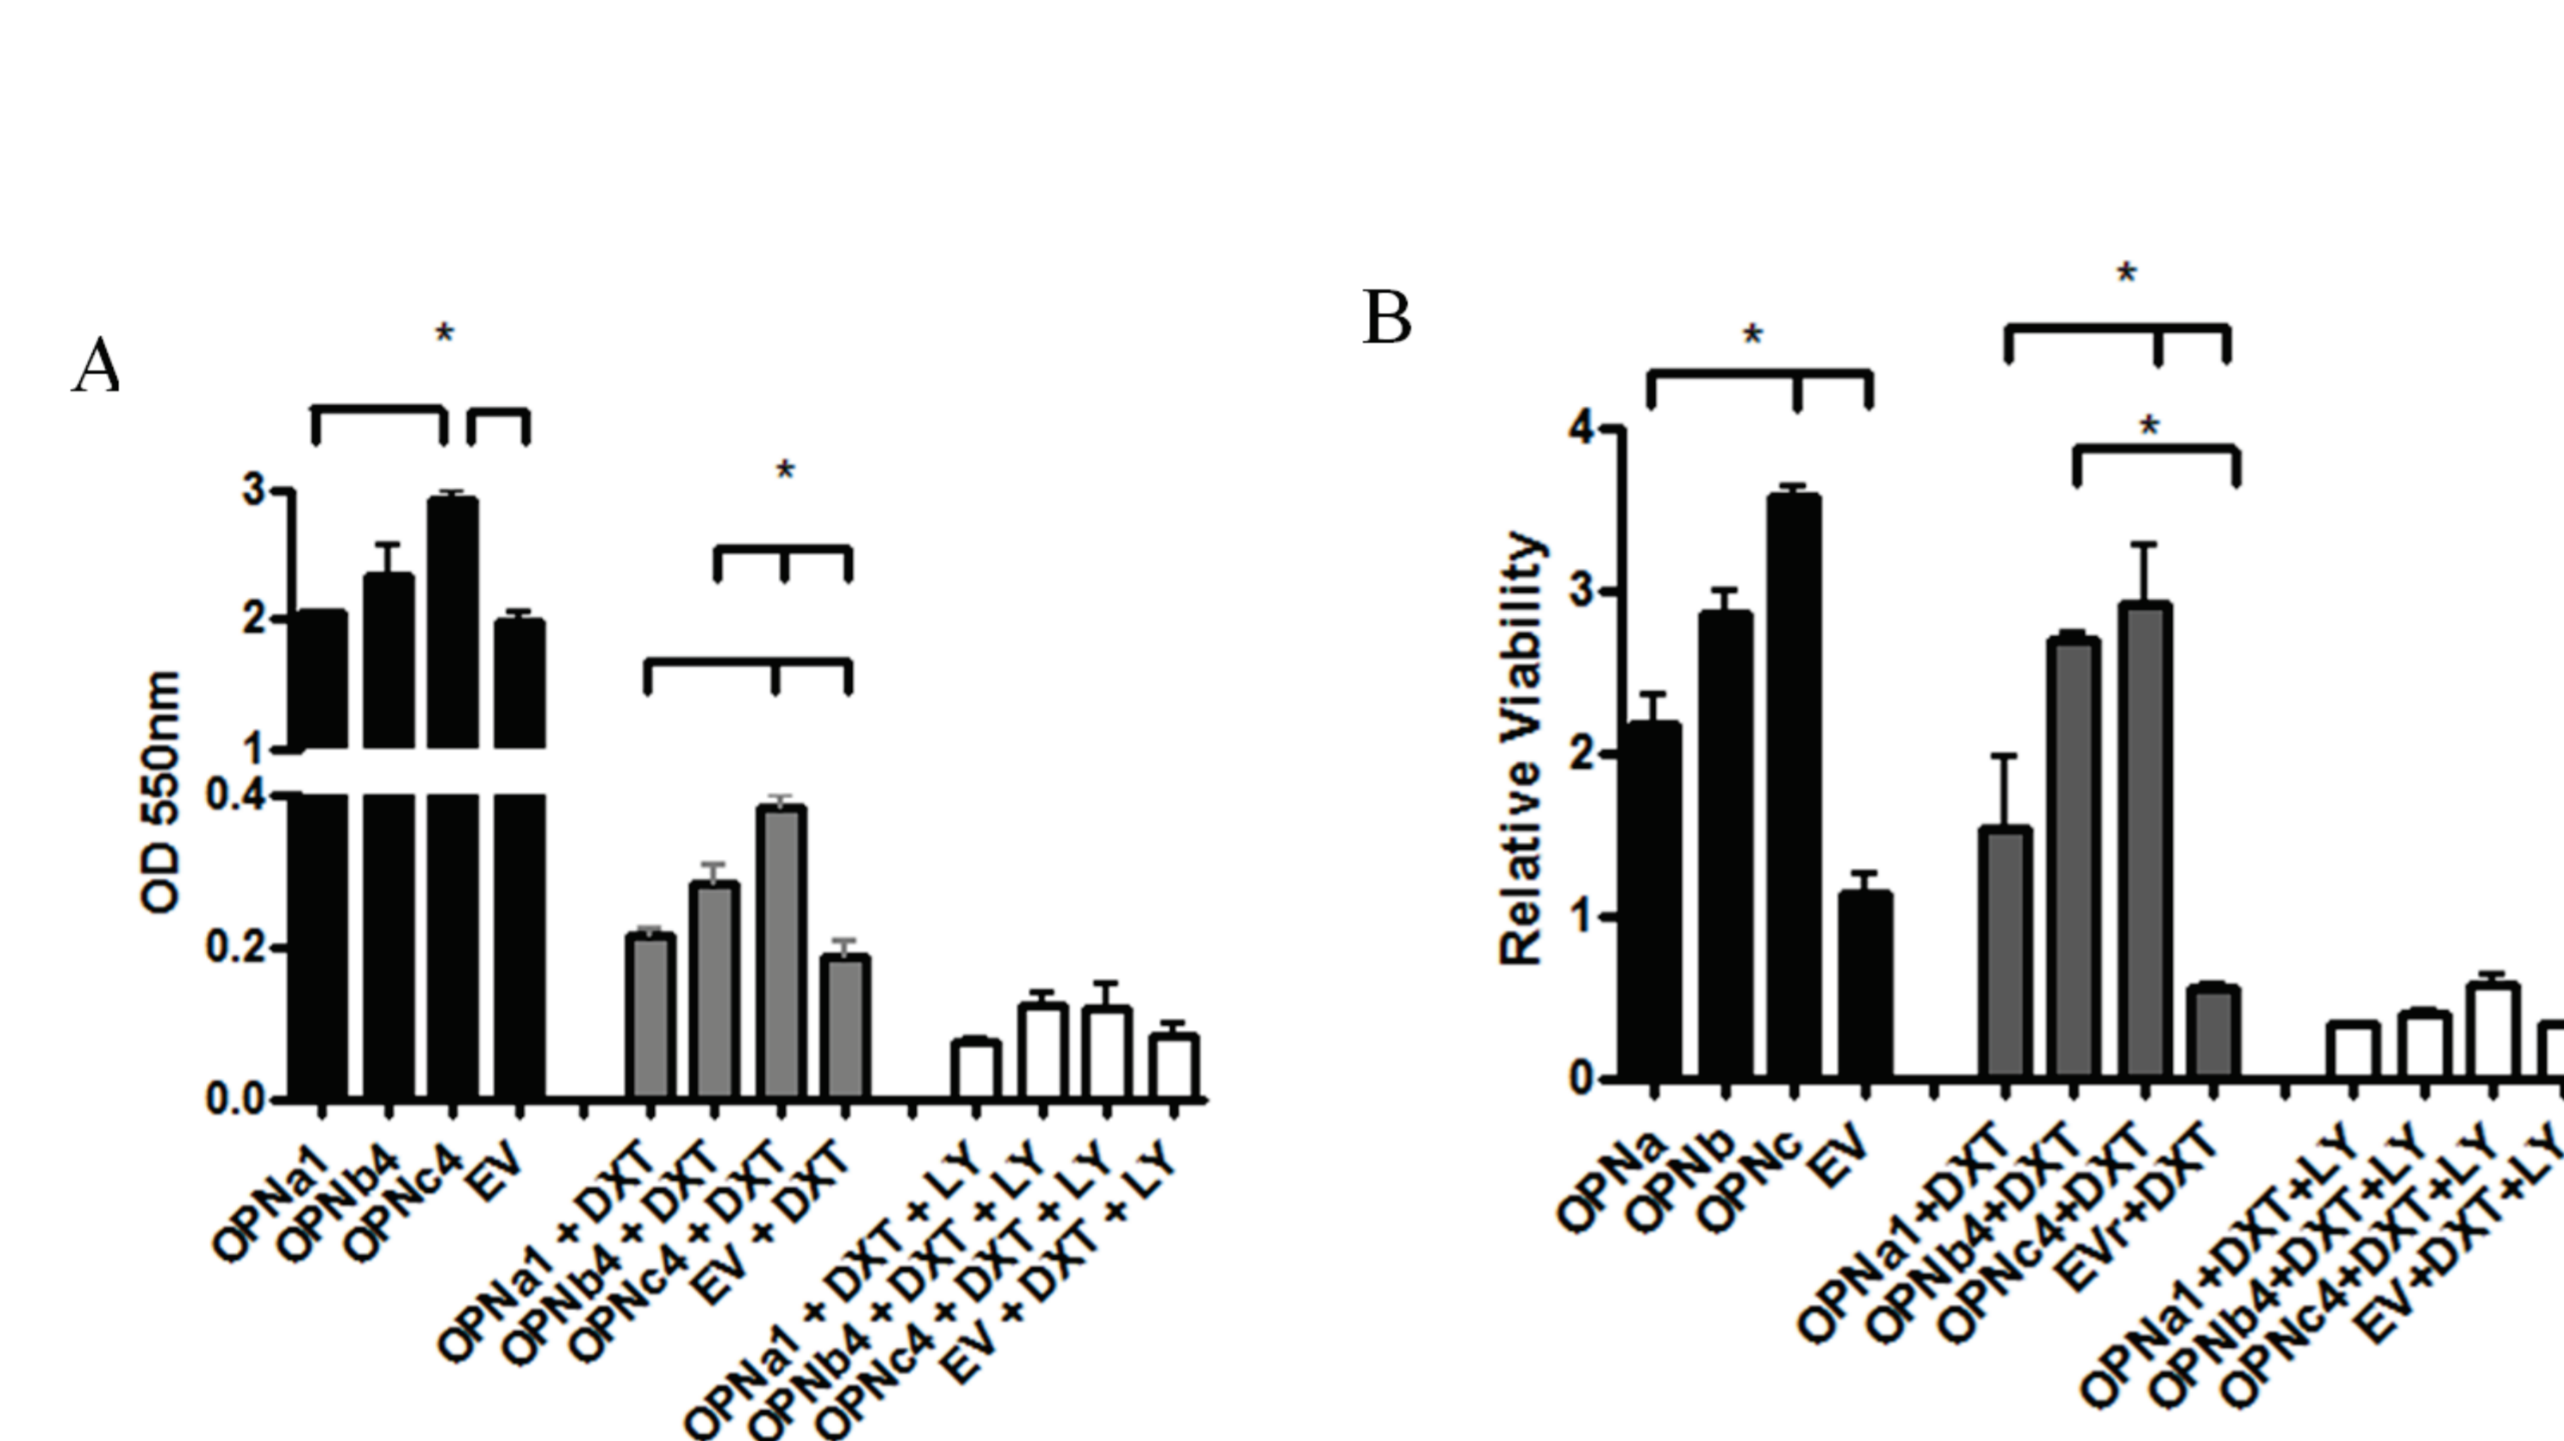 A
*
*
3
2
1
0.4
0.2
0.0
OD 550nm
OPNa1
OPNb4
OPNc4
EV
OPNa1 + DXT
OPNb4 + DXT
OPNc4 + DXT
EV + DXT
OPNa1 + DXT + LY
OPNb4 + DXT + LY
OPNc4 + DXT + LY
EV + DXT + LY
B
*
*
*
4
3
2
1
0
Relative Viability
OPNa
OPNb
OPNc
EV
OPNa1+DXT
OPNb4+DXT
OPNc4+DXT
EVr+DXT
OPNa1+DXT+LY
OPNb4+DXT+LY
OPNc4+DXT+LY
EV+DXT+LY